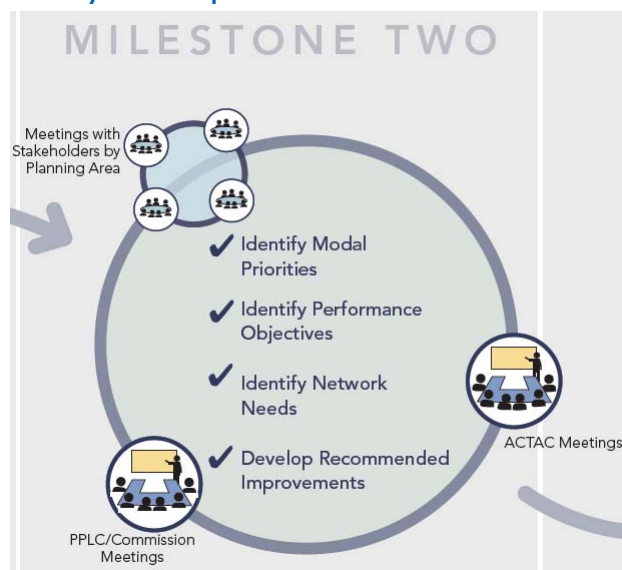 MILESTONE TWO
Meetings with
Stakeholders by
Planning Area
✔ Identify Modal
Priorities
✔ Identify Performance
Objectives
✔ Identify Network
Needs
✔ Develop Recommended
Improvements
ACTAC Meetings
PPLC/Commission
Meetings